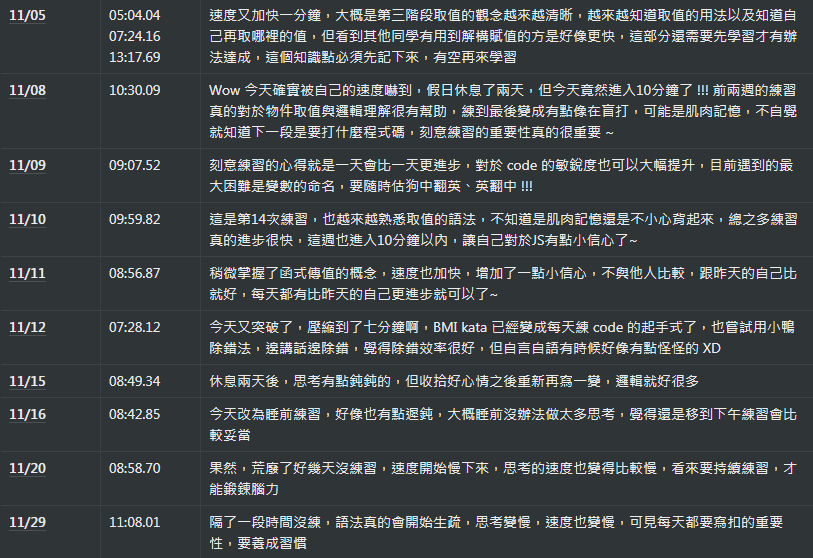 11/05
05:04.04
07:24.16
13:17.69
速度又加快一分鐘，大概是第三階段取值的觀念越來越清晰，越來越知道取值的用法以及知道自
己再取哪裡的值，但看到其他同學有用到解構賦值的方是好像更快，這部分還需要先學習才有辦
法達成，這個知識點必須先記下來，有空再來學習
11/08
10:30.09
Wow 今天確實被自己的速度嚇到，假日休息了兩天，但今天竟然進入10分鐘了 !!! 前兩週的練習
真的對於物件取值與邏輯理解很有幫助，練到最後變成有點像在盲打，可能是肌肉記憶，不自覺
就知道下一段是要打什麼程式碼，刻意練習的重要性真的很重要 ~
11/09
09:07.52
刻意練習的心得就是一天會比一天更進步，對於 code 的敏銳度也可以大幅提升，目前遇到的最
大困難是變數的命名，要隨時估狗中翻英、英翻中 !!!
11/10
09:59.82
這是第14次練習，也越來越熟悉取值的語法，不知道是肌肉記憶還是不小心背起來，總之多練習
真的進步很快，這週也進入10分鐘以內，讓自己對於JS有點小信心了~
11/11
08:56.87
稍微掌握了函式傳值的概念，速度也加快，增加了一點小信心，不與他人比較，跟昨天的自己比
就好，每天都有比昨天的自己更進步就可以了~
11/12
07:28.12
今天又突破了，壓縮到了七分鐘啊，BMI kata 已經變成每天練 code 的起手式了，也嘗試用小鴨
除錯法，邊講話邊除錯，覺得除錯效率很好，但自言自語有時候好像有點怪怪的 XD
11/15
08:49.34
休息兩天後，思考有點鈍鈍的，但收拾好心情之後重新再寫一變，邏輯就好很多
11/16
08:42.85
今天改為睡前練習，好像也有點遲鈍，大概睡前沒辦法做太多思考，覺得還是移到下午練習會比
較妥當
11/20
08:58.70
果然，荒廢了好幾天沒練習，速度開始慢下來，思考的速度也變得比較慢，看來要持續練習，才
能鍛鍊腦力
11/29
11:08.01
隔了一段時間沒練，語法真的會開始生疏，思考變慢，速度也變慢，可見每天都要寫扣的重要
性，要養成習慣